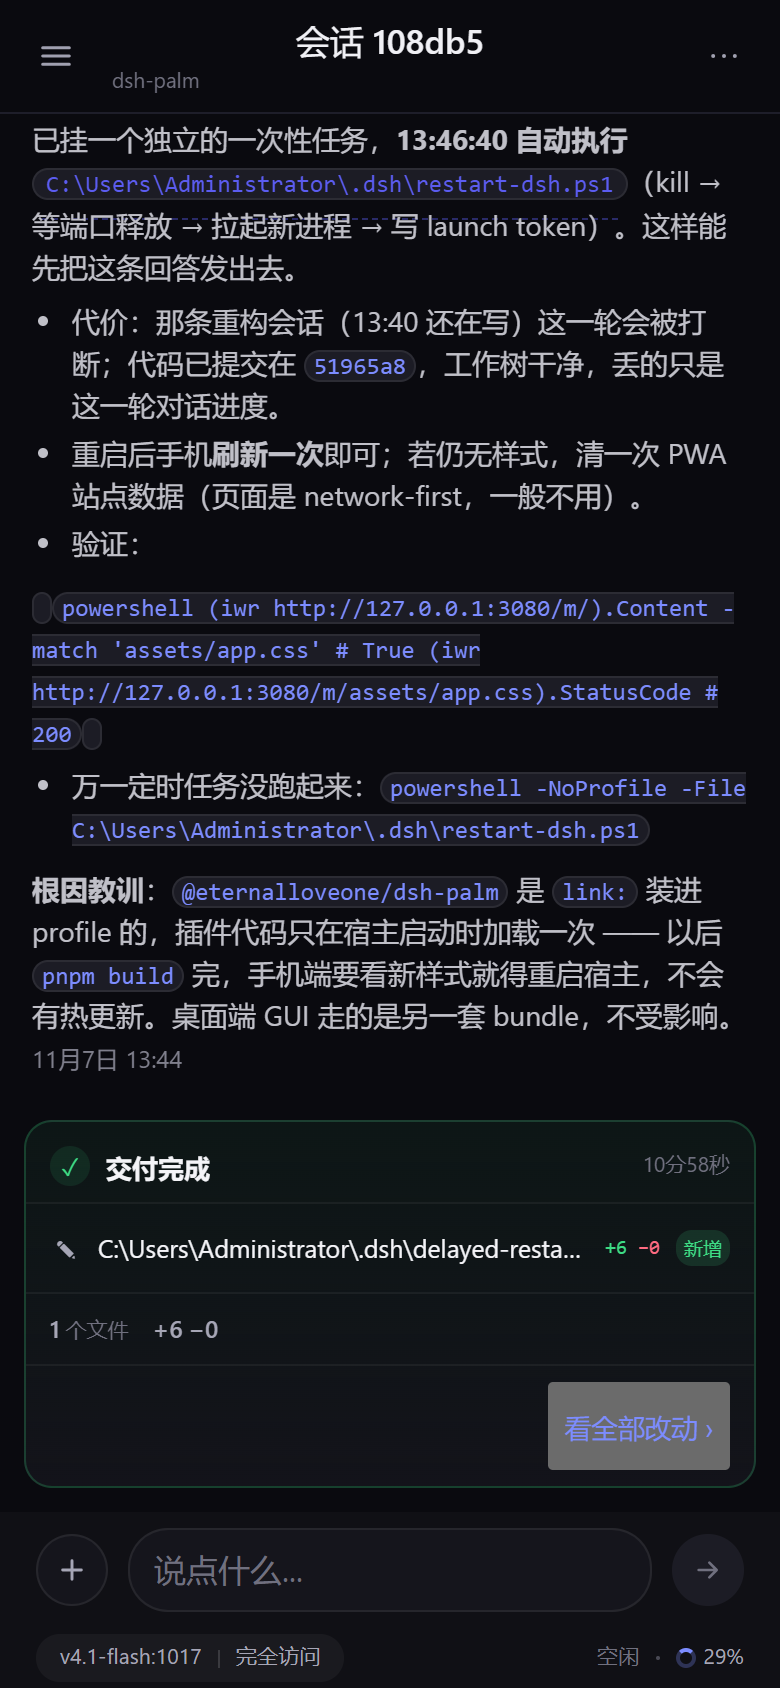 会话 108db5
dsh-palm
已挂一个独立的一次性任务，13:46:40 自动执行
C:\Users\Administrator\.dsh\restart-dsh.ps1（kill →
等端口释放 → 拉起新进程 → 写 launch token）。这样能
先把这条回答发出去。
• 代价：那条重构会话（13:40 还在写）这一轮会被打
断；代码已提交在 51965a8，工作树干净，丢的只是
这一轮对话进度。
• 重启后手机刷新一次即可；若仍无样式，清一次 PWA
站点数据（页面是 network-first，一般不用）。
• 验证：
powershell (iwr http://127.0.0.1:3080/m/).Content -
match 'assets/app.css' # True (iwr
http://127.0.0.1:3080/m/assets/app.css).StatusCode #
200
• 万一定时任务没跑起来：powershell -NoProfile -File
C:\Users\Administrator\.dsh\restart-dsh.ps1
根因教训：@eternalloveone/dsh-palm 是 link: 装进
profile 的，插件代码只在宿主启动时加载一次 —— 以后
pnpm build 完，手机端要看新样式就得重启宿主，不会
有热更新。桌面端 GUI 走的是另一套 bundle，不受影响。
11月7日 13:44
交付完成 10分58秒
C:\Users\Administrator\.dsh\delayed-resta... +6 −0 新增
1 个文件 +6 −0
看全部改动 ›
说点什么...
v4.1-flash:1017 | 完全访问 空闲 · 29%